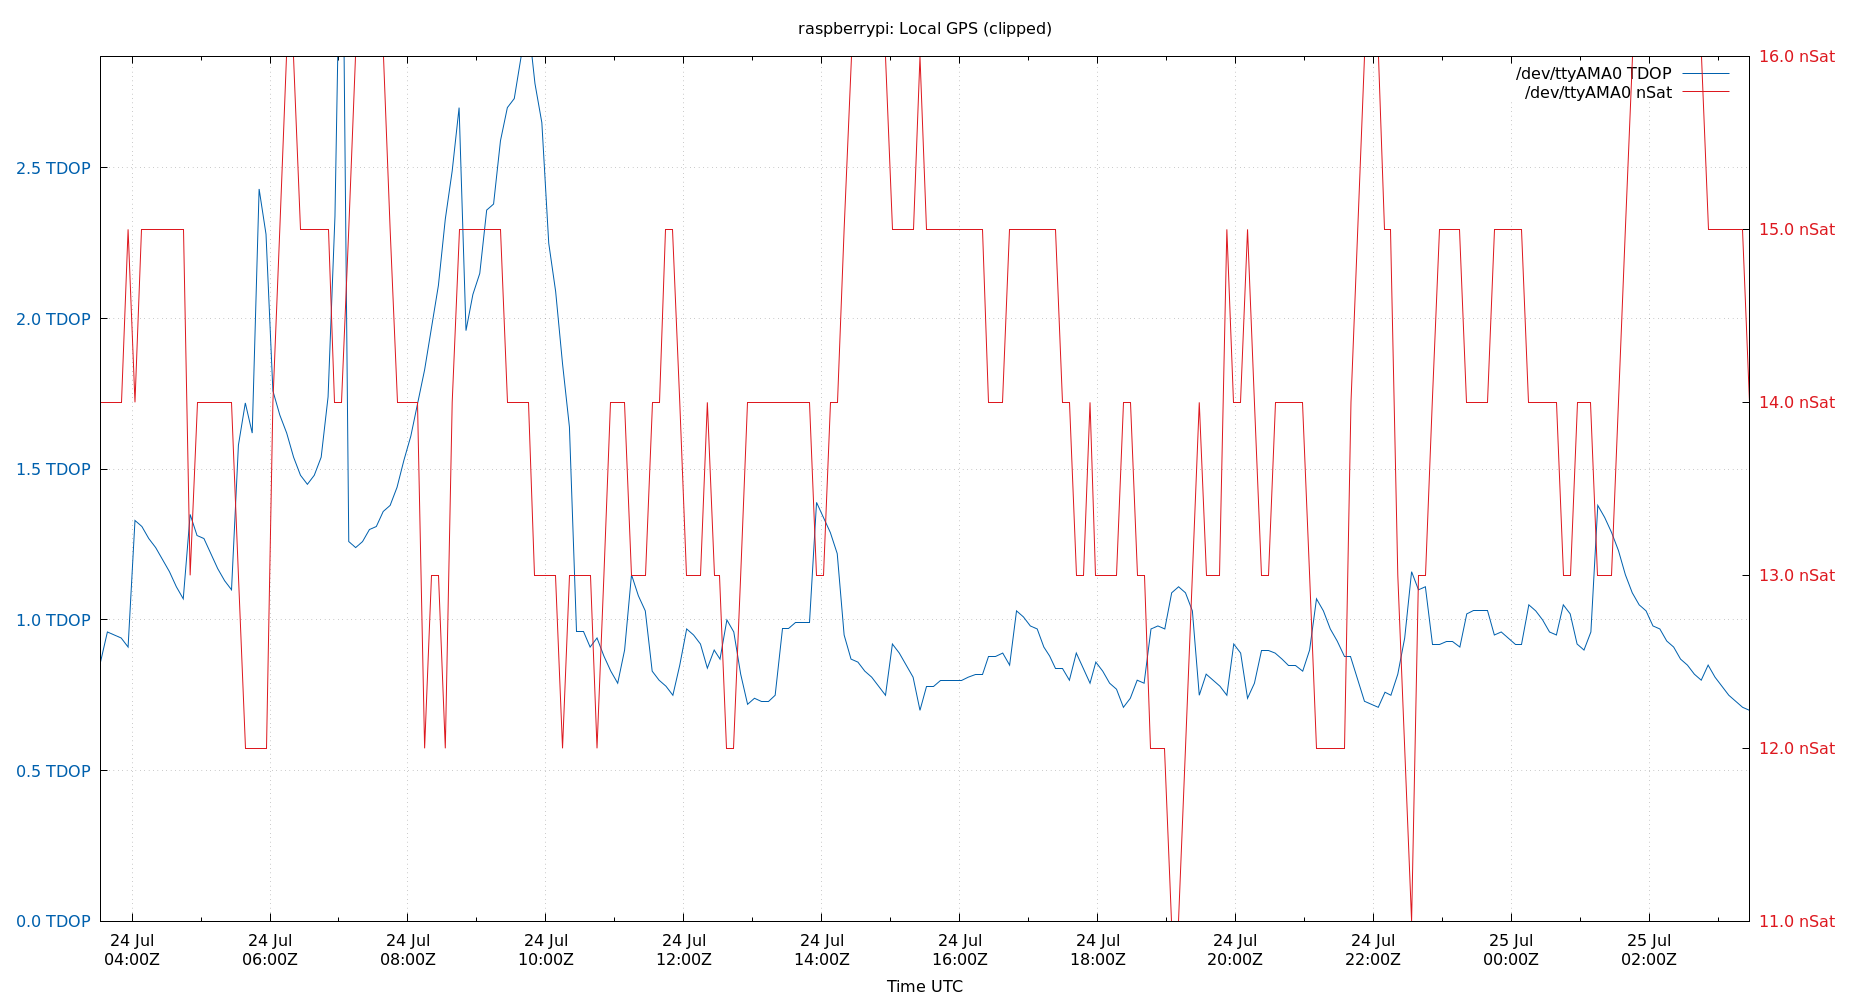 raspberrypi: Local GPS (clipped)
16.0 nSat
/dev/ttyAMA0 TDOP
/dev/ttyAMA0 nSat
2.5 TDOP
15.0 nSat
2.0 TDOP
14.0 nSat
1.5 TDOP
13.0 nSat
1.0 TDOP
12.0 nSat
0.5 TDOP
0.0 TDOP
11.0 nSat
24 Jul 24 Jul 24 Jul 24 Jul 24 Jul 24 Jul 24 Jul 24 Jul 24 Jul 24 Jul 25 Jul 25 Jul
04:00Z 06:00Z 08:00Z 10:00Z 12:00Z 14:00Z 16:00Z 18:00Z 20:00Z 22:00Z 00:00Z 02:00Z
Time UTC